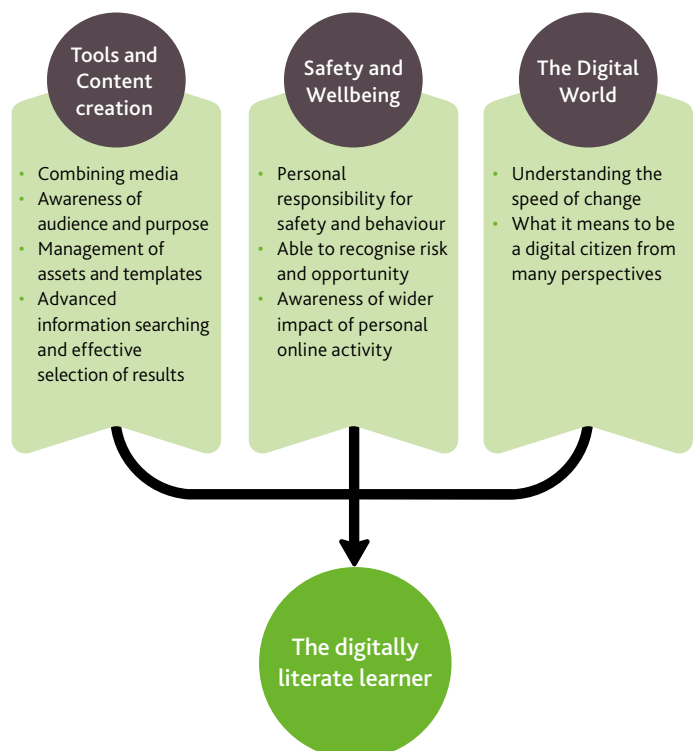 Tools and
Content
creation
• Combining media
• Awareness of
audience and purpose
• Management of
assets and templates
• Advanced
information searching
and effective
selection of results
Safety and
Wellbeing
• Personal
responsibility for
safety and behaviour
• Able to recognise risk
and opportunity
• Awareness of wider
impact of personal
online activity
The Digital
World
• Understanding the
speed of change
• What it means to be
a digital citizen from
many perspectives
The digitally
literate learner